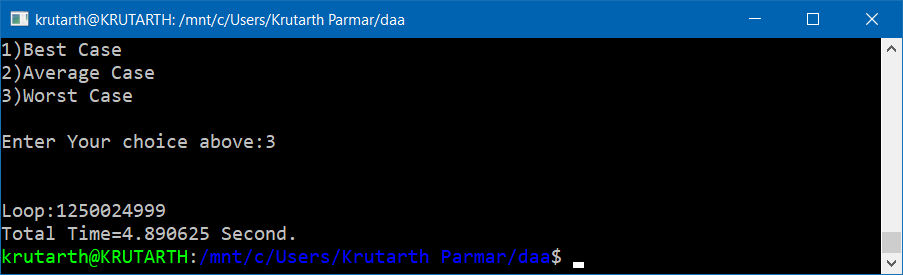 krutarth@KRUTARTH: /mnt/c/Users/Krutarth Parmar/daa
1)Best Case
2)Average Case
3)Worst Case
Enter Your choice above:3
Loop:1250024999
Total Time=4.890625 Second.
krutarth@KRUTARTH:/mnt/c/Users/Krutarth Parmar/daa$